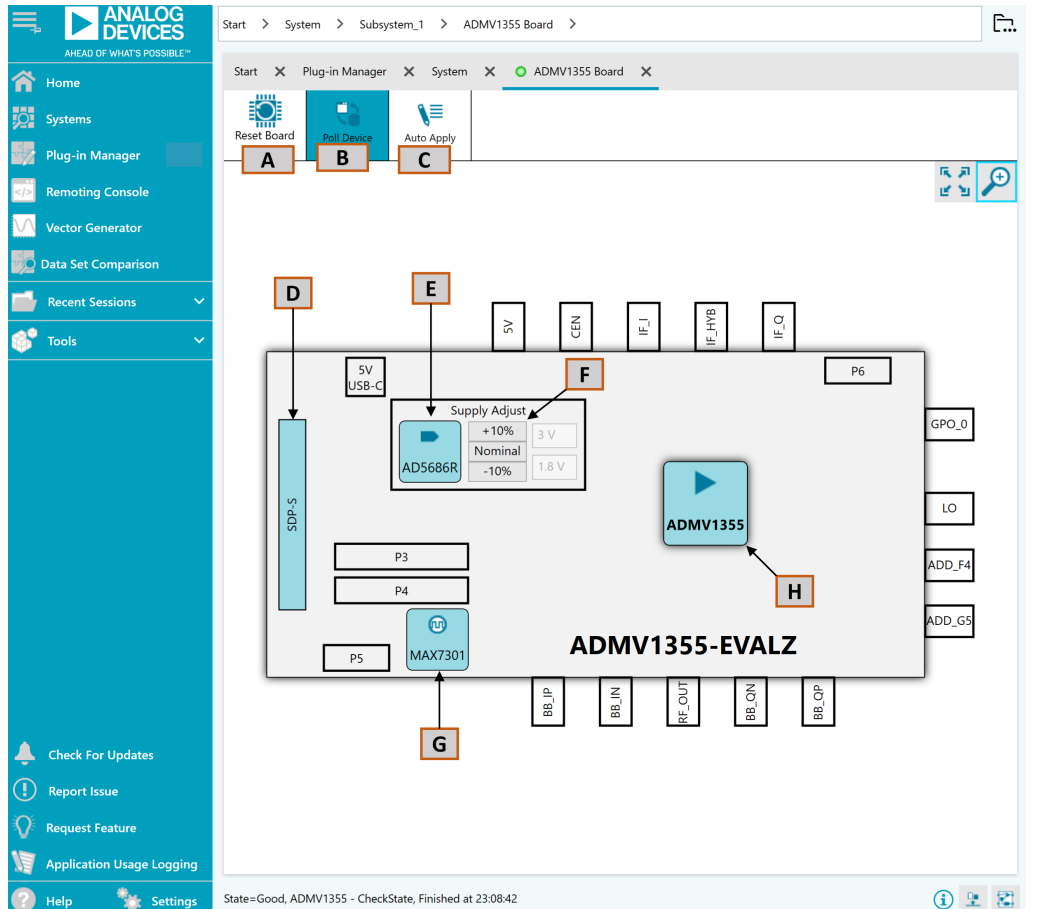 ANALOG
DEVICES
AHEAD OF WHAT'S POSSIBLE™
Home
Systems
Plug-in Manager
Remoting Console
Vector Generator
Data Set Comparison
Recent Sessions
Tools
Check For Updates
Report Issue
Request Feature
Application Usage Logging
Help
Settings
Start > System > Subsystem_1 > ADMV1355 Board >
Start
Plug-in Manager
System
ADMV1355 Board
Reset Board
Poll Device
Auto Apply
A
B
C
D
E
5V
CEN
IF_I
IF_HYB
IF_Q
5V
USB-C
F
P6
Supply Adjust
AD5686R
+10%
Nominal
-10%
3 V
1.8 V
GPO_0
ADMV1355
LO
SDP-S
P3
ADD_F4
P4
H
ADD_G5
MAX7301
P5
ADMV1355-EVALZ
BB_IP
BB_IN
RF_OUT
BB_QN
BB_QP
G
State=Good, ADMV1355 - CheckState, Finished at 23:08:42